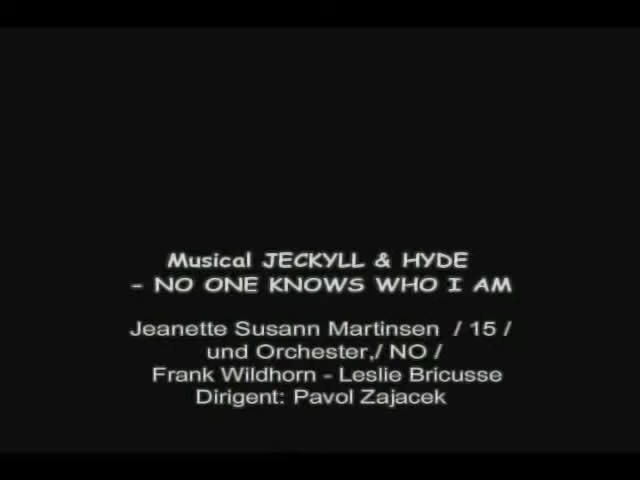 Musical JECKYLL & HYDE
- NO ONE KNOWS WHO I AM
Jeanette Susann Martinsen / 15 /
und Orchester,/ NO /
Frank Wildhorn - Leslie Bricusse
Dirigent: Pavol Zajacek